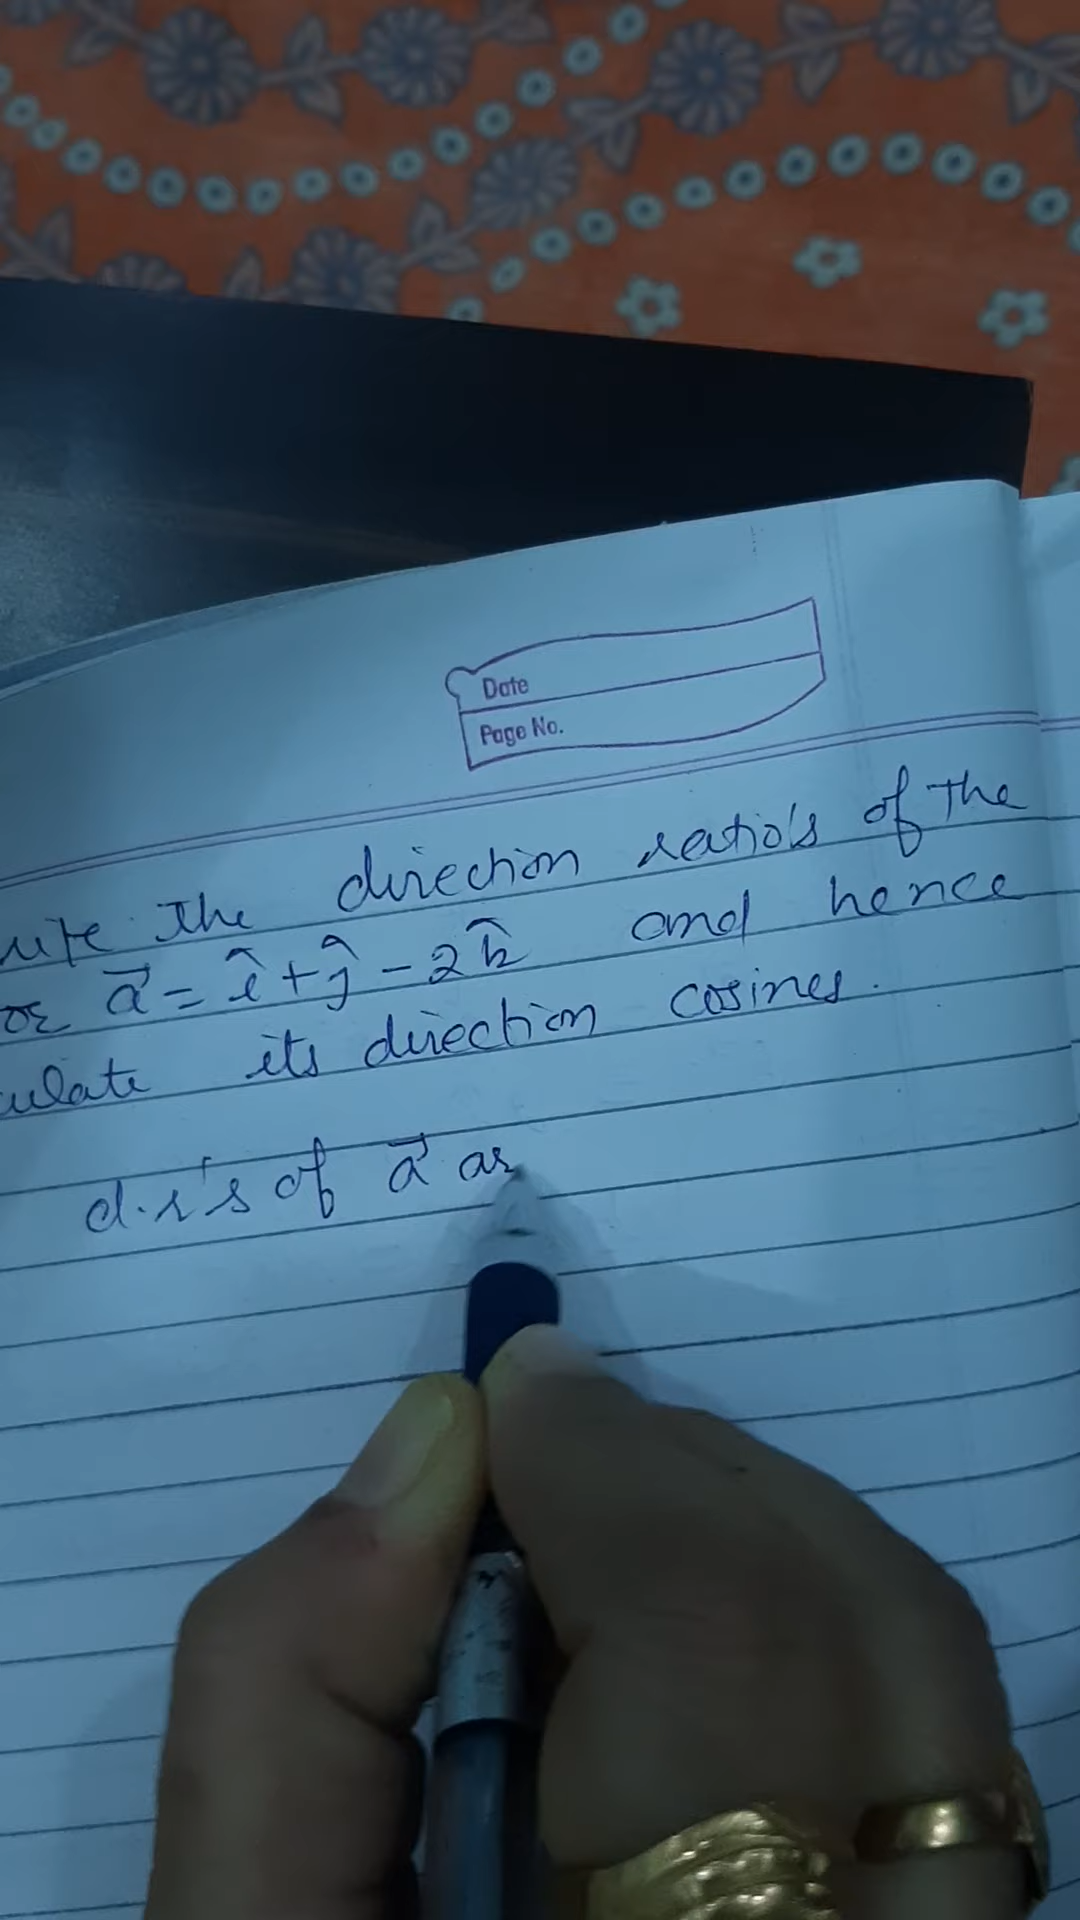 Date
Page No.
the direction ratio's of the
a⃗ = î + ĵ - 2k̂ and hence
its direction cosines.
d.r's of a⃗ ar